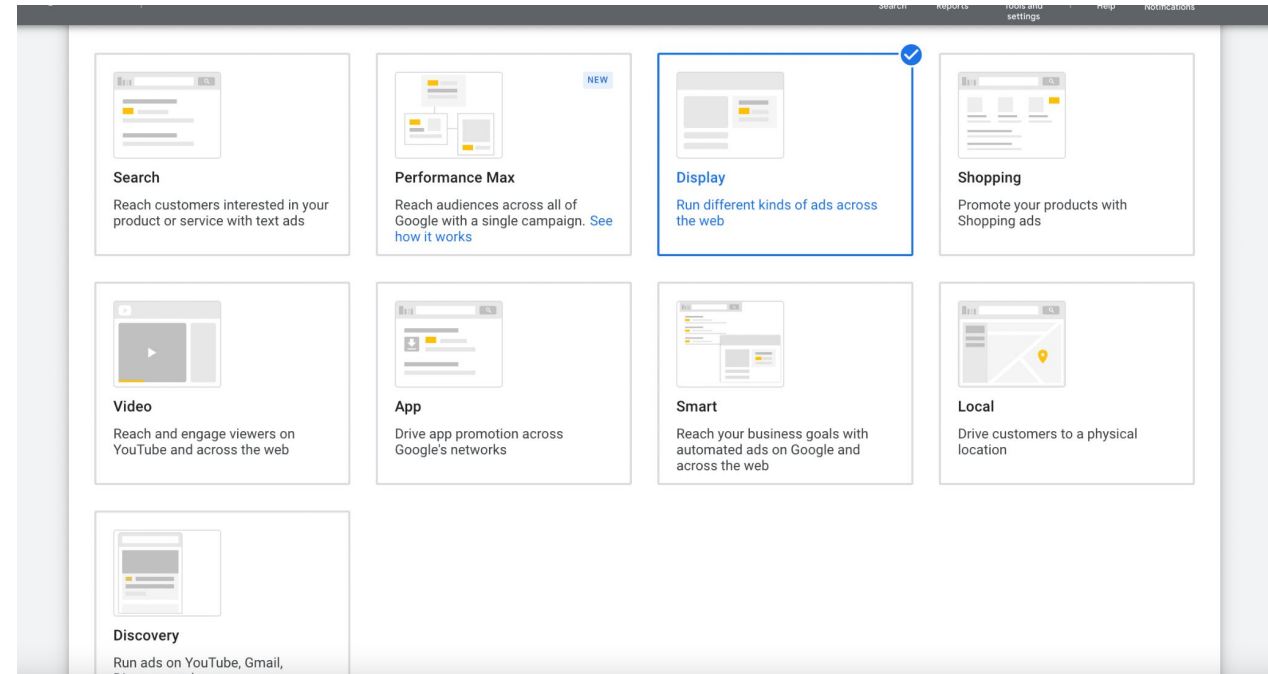 Search
Reports
Tools and
settings
Help
Notifications
NEW
Search
Reach customers interested in your
product or service with text ads
Performance Max
Reach audiences across all of
Google with a single campaign. See
how it works
Display
Run different kinds of ads across
the web
Shopping
Promote your products with
Shopping ads
Video
Reach and engage viewers on
YouTube and across the web
App
Drive app promotion across
Google's networks
Smart
Reach your business goals with
automated ads on Google and
across the web
Local
Drive customers to a physical
location
Discovery
Run ads on YouTube, Gmail,